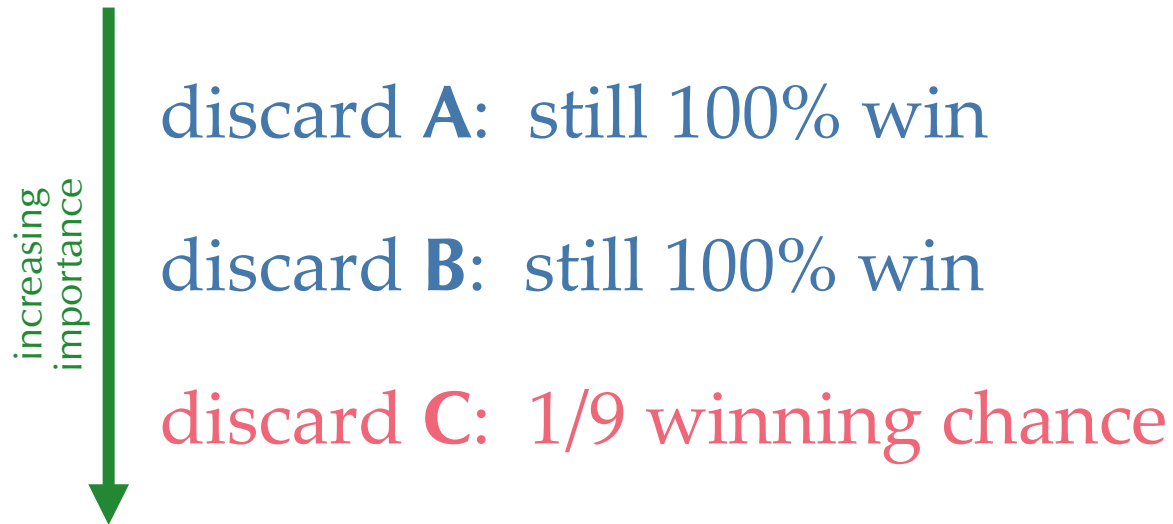 increasing
importance
discard A: still 100% win
discard B: still 100% win
discard C: 1/9 winning chance